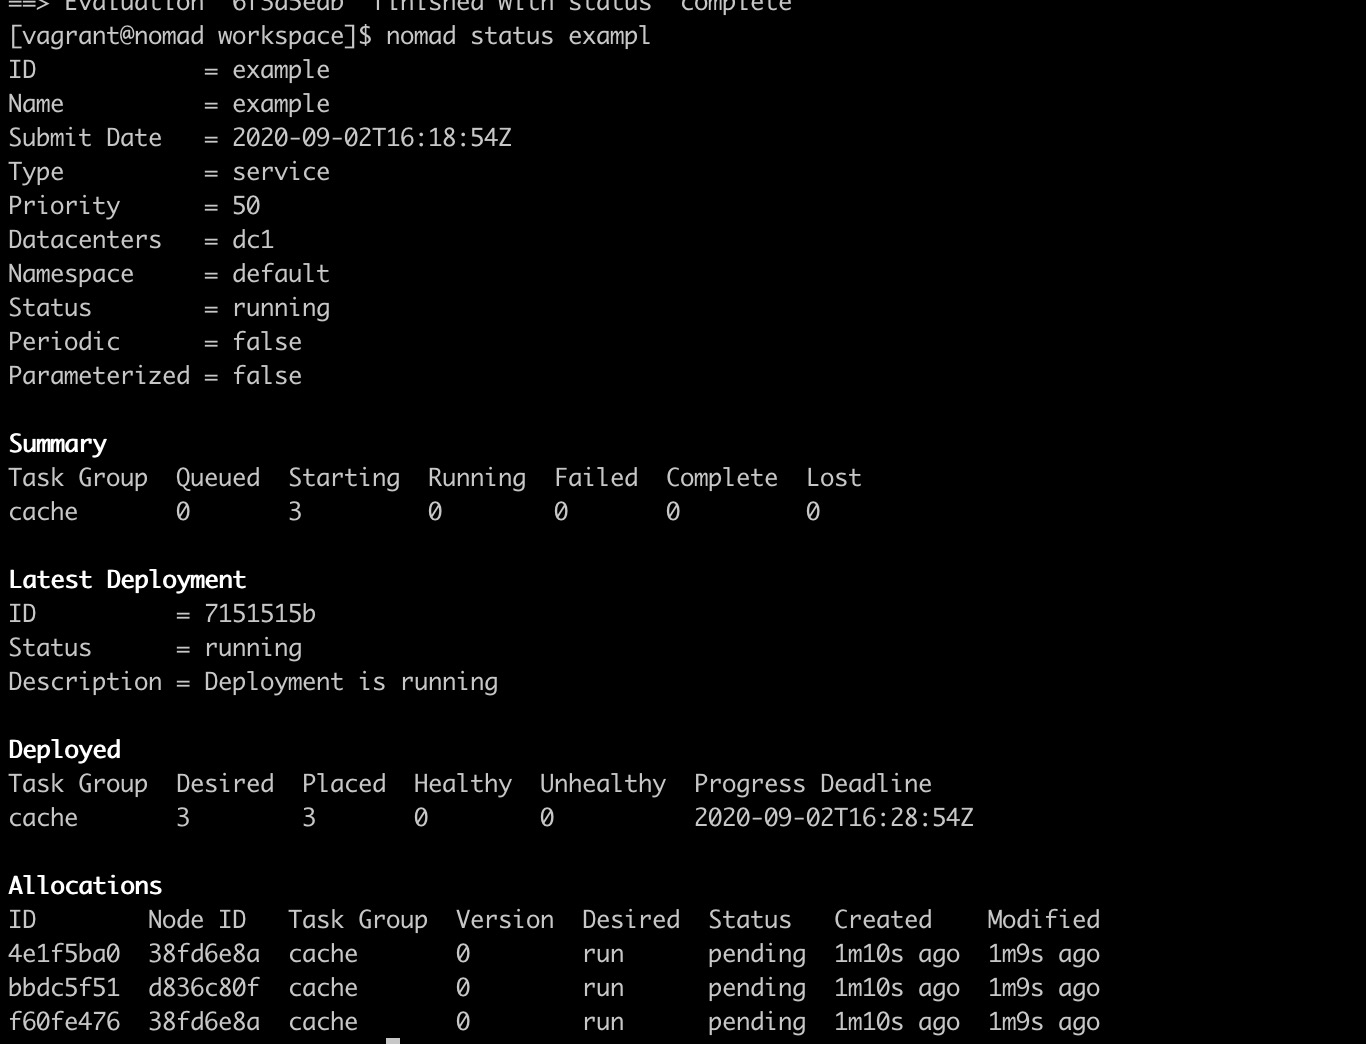 ==> Evaluation "6f3d5edb" finished with status "complete"
[vagrant@nomad workspace]$ nomad status exampl
ID            = example
Name          = example
Submit Date   = 2020-09-02T16:18:54Z
Type          = service
Priority      = 50
Datacenters   = dc1
Namespace     = default
Status        = running
Periodic      = false
Parameterized = false
Summary
Task Group  Queued  Starting  Running  Failed  Complete  Lost
cache       0       3         0        0       0         0
Latest Deployment
ID          = 7151515b
Status      = running
Description = Deployment is running
Deployed
Task Group  Desired  Placed  Healthy  Unhealthy  Progress Deadline
cache       3        3       0        0          2020-09-02T16:28:54Z
Allocations
ID        Node ID   Task Group  Version  Desired  Status   Created    Modified
4e1f5ba0  38fd6e8a  cache       0        run      pending  1m10s ago  1m9s ago
bbdc5f51  d836c80f  cache       0        run      pending  1m10s ago  1m9s ago
f60fe476  38fd6e8a  cache       0        run      pending  1m10s ago  1m9s ago